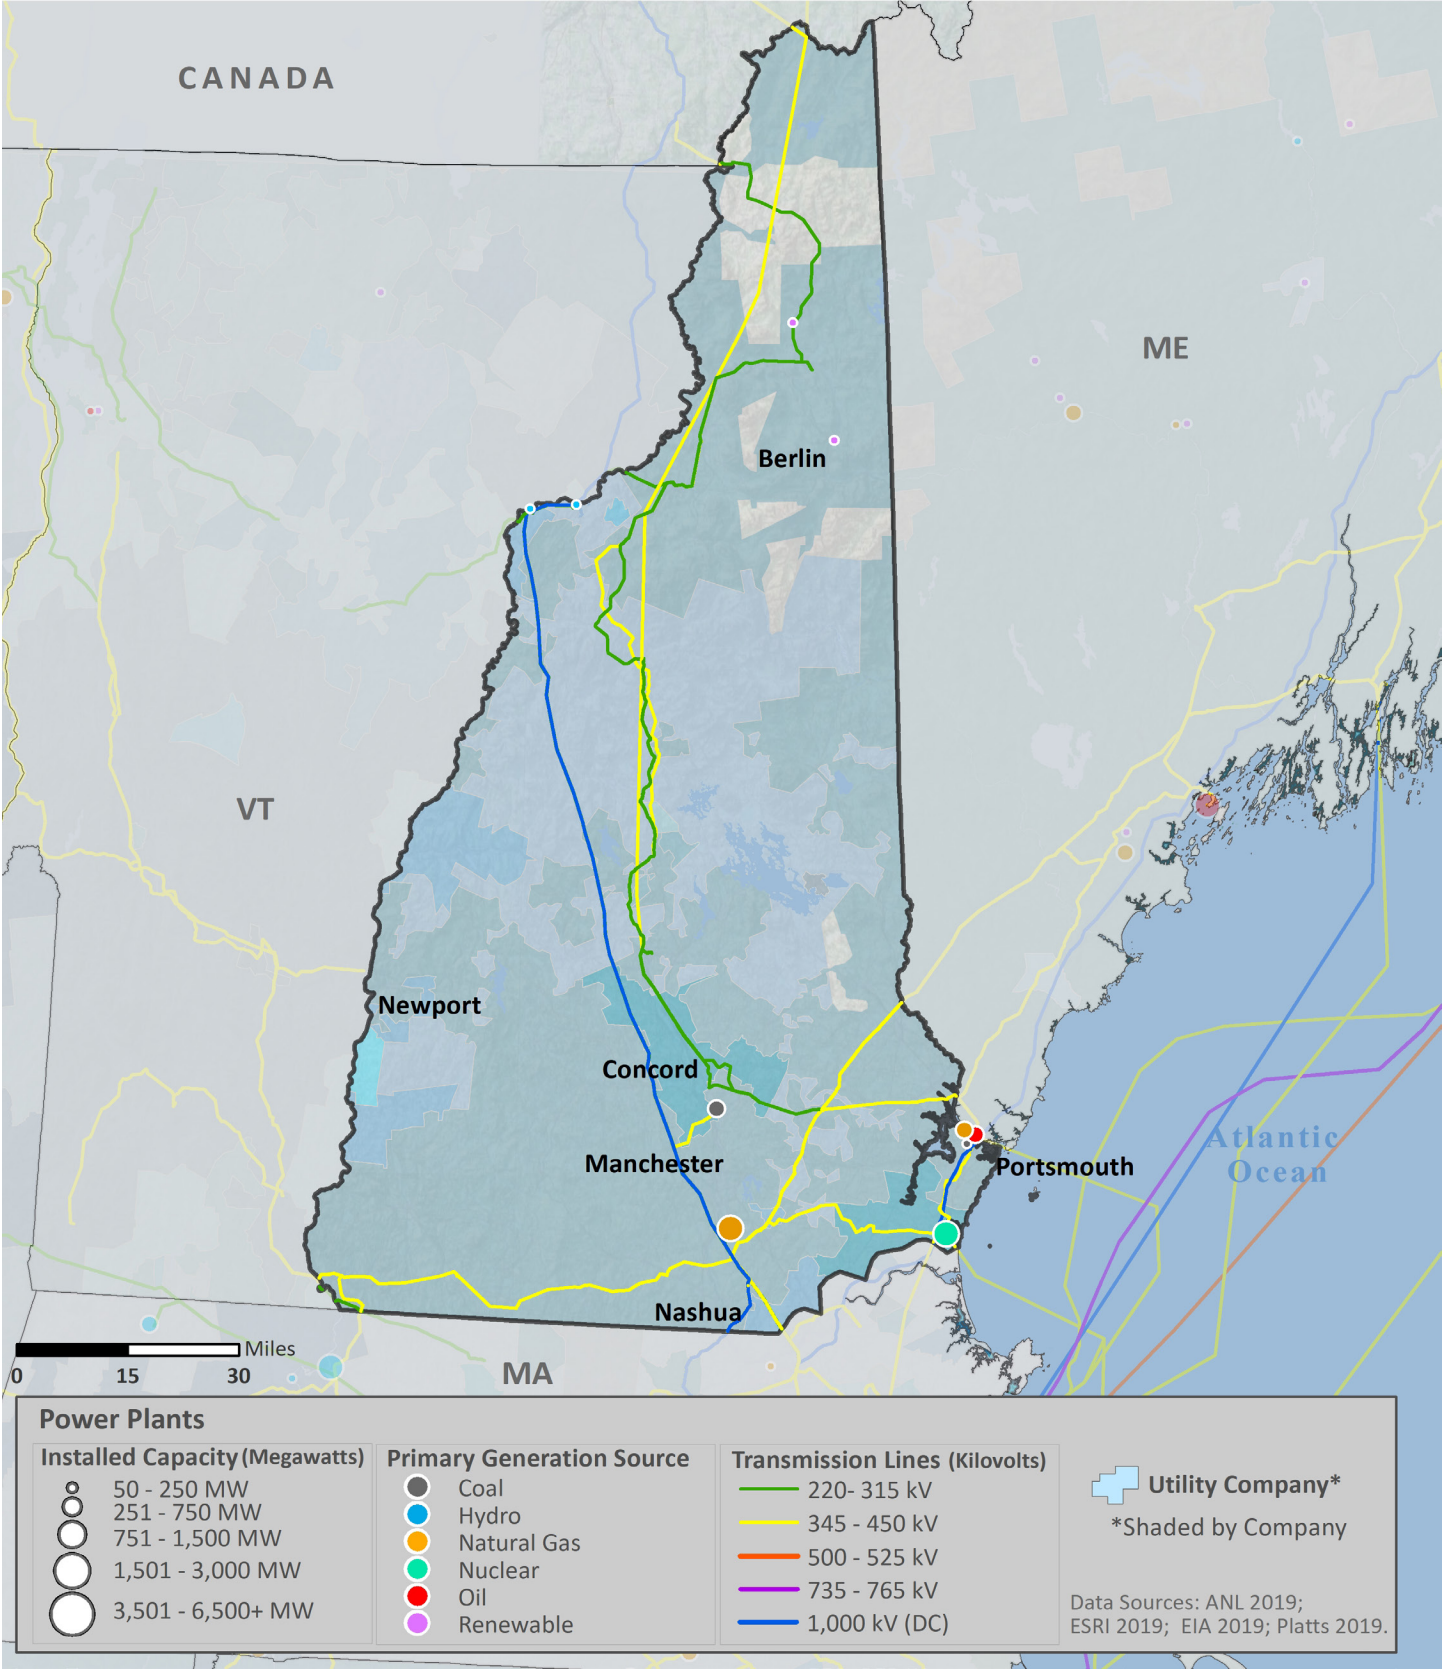 CANADA
ME
Berlin
VT
Newport
Concord
Manchester
Portsmouth
Atlantic
Ocean
Nashua
MA
Miles
0 15 30
Power Plants
Installed Capacity (Megawatts)
50 - 250 MW
251 - 750 MW
751 - 1,500 MW
1,501 - 3,000 MW
3,501 - 6,500+ MW
Primary Generation Source
Coal
Hydro
Natural Gas
Nuclear
Oil
Renewable
Transmission Lines (Kilovolts)
220- 315 kV
345 - 450 kV
500 - 525 kV
735 - 765 kV
1,000 kV (DC)
Utility Company*
*Shaded by Company
Data Sources: ANL 2019;
ESRI 2019; EIA 2019; Platts 2019.